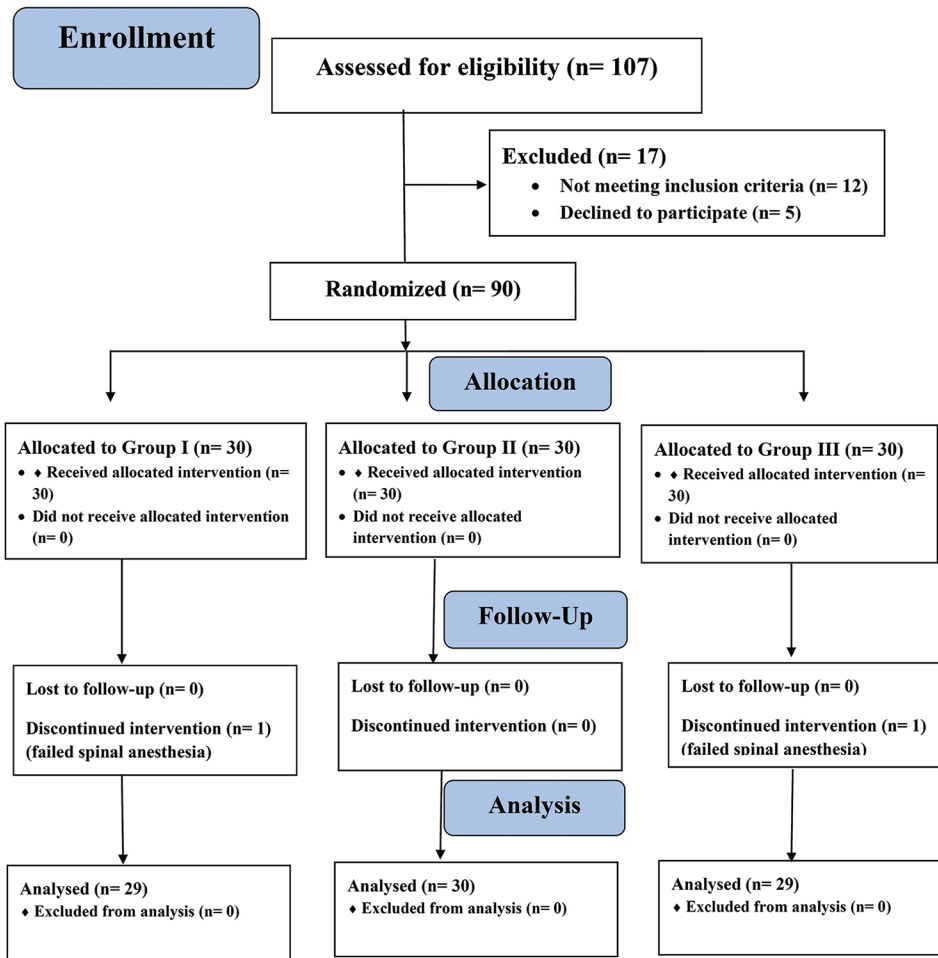 Enrollment
Assessed for eligibility (n= 107)
Excluded (n= 17)
• Not meeting inclusion criteria (n= 12)
• Declined to participate (n= 5)
Randomized (n= 90)
Allocation
Allocated to Group I (n= 30)
• ♦ Received allocated intervention (n=
30)
• Did not receive allocated intervention
(n= 0)
Allocated to Group II (n= 30)
• ♦ Received allocated intervention
(n= 30)
• Did not receive allocated
intervention (n= 0)
Allocated to Group III (n= 30)
• ♦ Received allocated intervention (n=
30)
• Did not receive allocated
intervention (n= 0)
Follow-Up
Lost to follow-up (n= 0)
Discontinued intervention (n= 1)
(failed spinal anesthesia)
Lost to follow-up (n= 0)
Discontinued intervention (n= 0)
Lost to follow-up (n= 0)
Discontinued intervention (n= 1)
(failed spinal anesthesia)
Analysis
Analysed (n= 29)
♦ Excluded from analysis (n= 0)
Analysed (n= 30)
♦ Excluded from analysis (n= 0)
Analysed (n= 29)
♦ Excluded from analysis (n= 0)